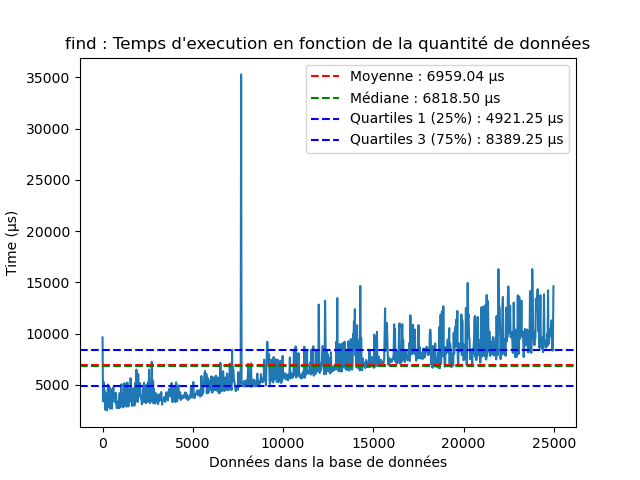 find : Temps d'execution en fonction de la quantité de données
Moyenne : 6959.04 µs
Médiane : 6818.50 µs
Quartiles 1 (25%) : 4921.25 µs
Quartiles 3 (75%) : 8389.25 µs
Time (µs)
35000
30000
25000
20000
15000
10000
5000
0 5000 10000 15000 20000 25000
Données dans la base de données